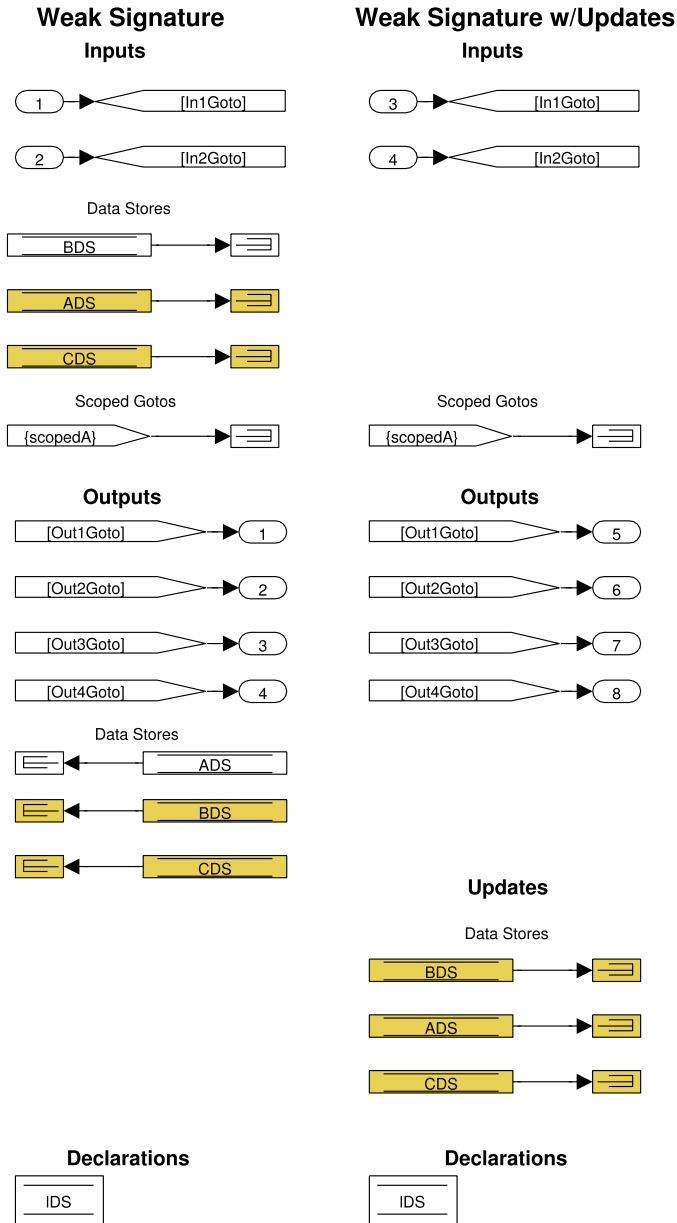 Weak Signature
Inputs
1 [In1Goto]
2 [In2Goto]
Data Stores
BDS
ADS
CDS
Scoped Gotos
{scopedA}
Outputs
[Out1Goto] 1
[Out2Goto] 2
[Out3Goto] 3
[Out4Goto] 4
Data Stores
ADS
BDS
CDS
Declarations
IDS
Weak Signature w/Updates
Inputs
3 [In1Goto]
4 [In2Goto]
Scoped Gotos
{scopedA}
Outputs
[Out1Goto] 5
[Out2Goto] 6
[Out3Goto] 7
[Out4Goto] 8
Updates
Data Stores
BDS
ADS
CDS
Declarations
IDS